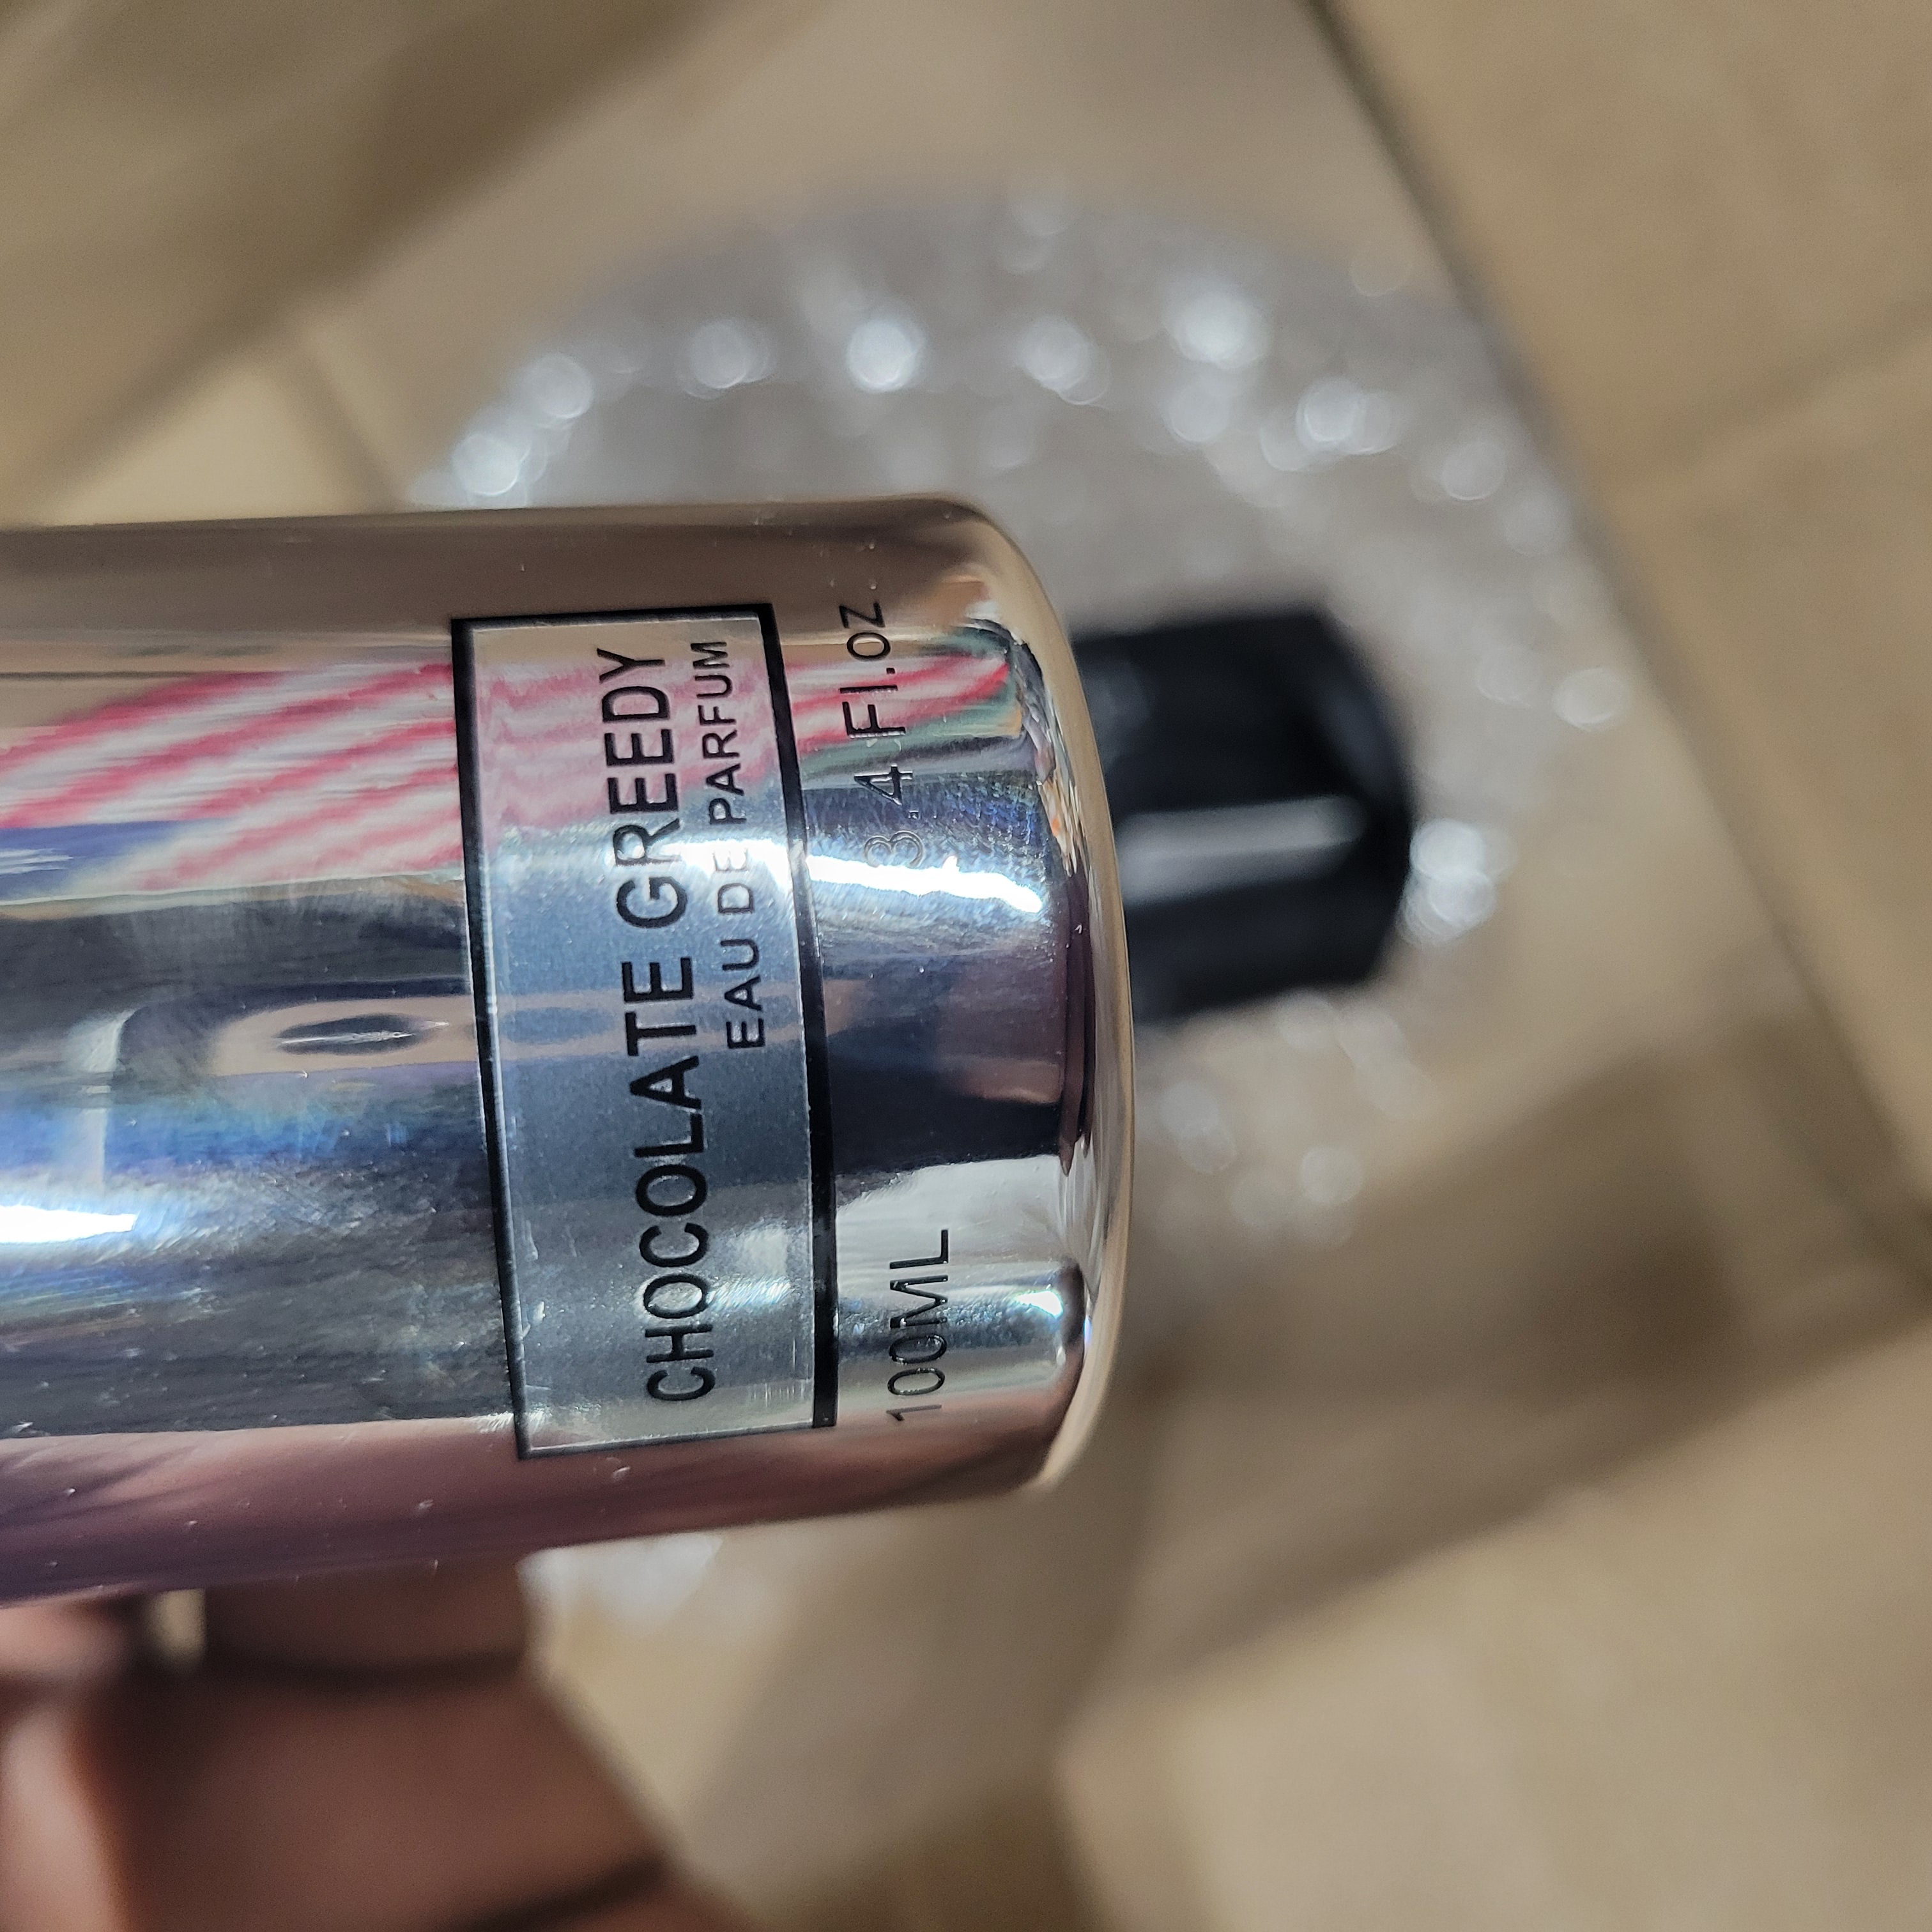 CHOCOLATE GREEDY
EAU DE PARFUM
100ML 3.4 Fl.oZ